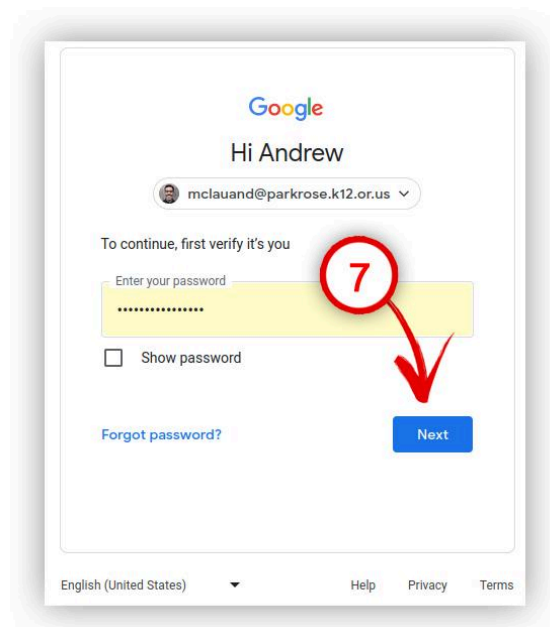 Google
Hi Andrew
mclauand@parkrose.k12.or.us
To continue, first verify it's you
7
Enter your password
••••••••••••••••
Show password
Forgot password?
Next
English (United States)
Help Privacy Terms